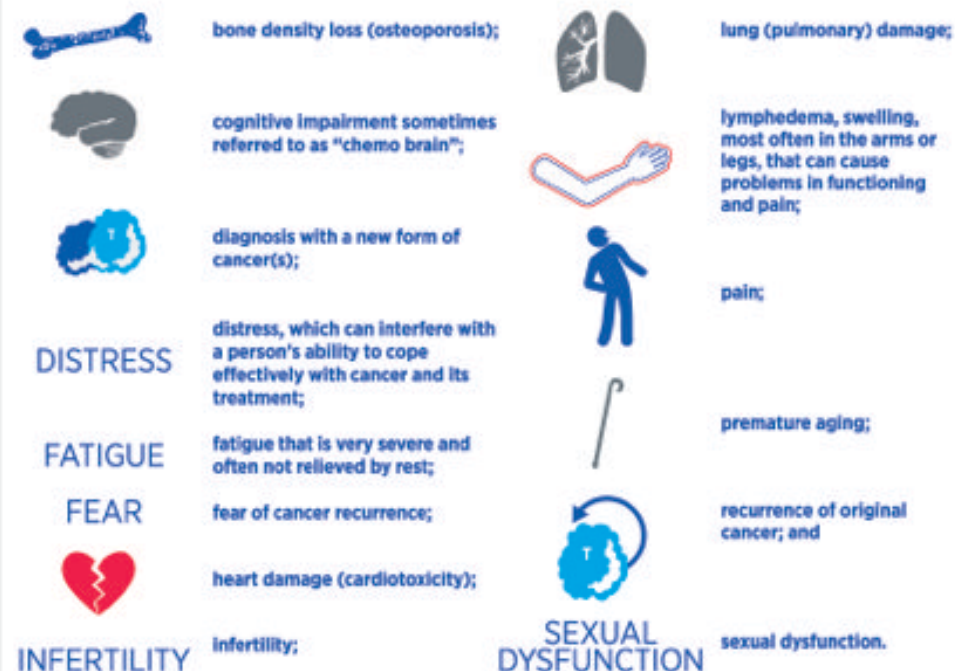 bone density loss (osteoporosis);
cognitive impairment sometimes
referred to as “chemo brain”;
T
diagnosis with a new form of
cancer(s);
DISTRESS
distress, which can interfere with
a person’s ability to cope
effectively with cancer and its
treatment;
FATIGUE
fatigue that is very severe and
often not relieved by rest;
FEAR
fear of cancer recurrence;
heart damage (cardiotoxicity);
INFERTILITY
infertility;
lung (pulmonary) damage;
lymphedema, swelling,
most often in the arms or
legs, that can cause
problems in functioning
and pain;
pain;
premature aging;
T
recurrence of original
cancer; and
SEXUAL
DYSFUNCTION
sexual dysfunction.